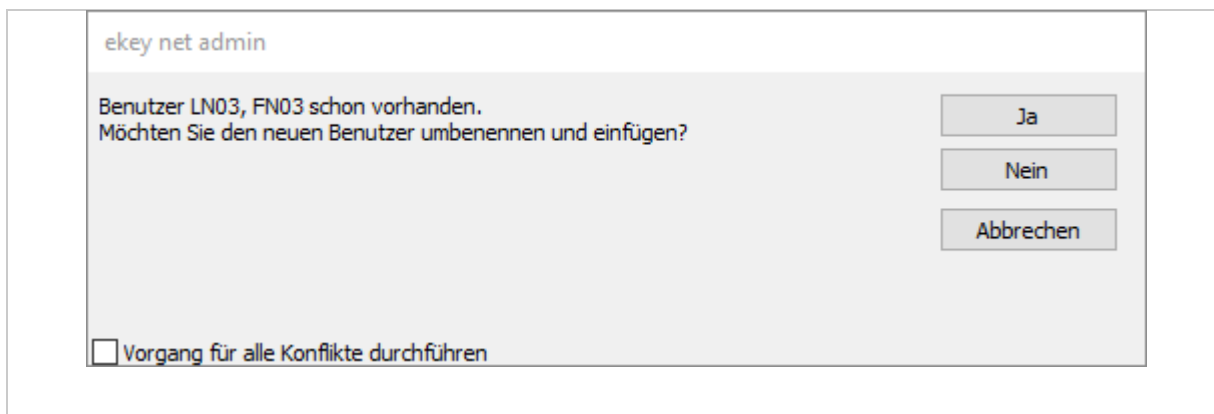 ekey net admin
Benutzer LN03, FN03 schon vorhanden.
Möchten Sie den neuen Benutzer umbenennen und einfügen?
Ja
Nein
Abbrechen
Vorgang für alle Konflikte durchführen